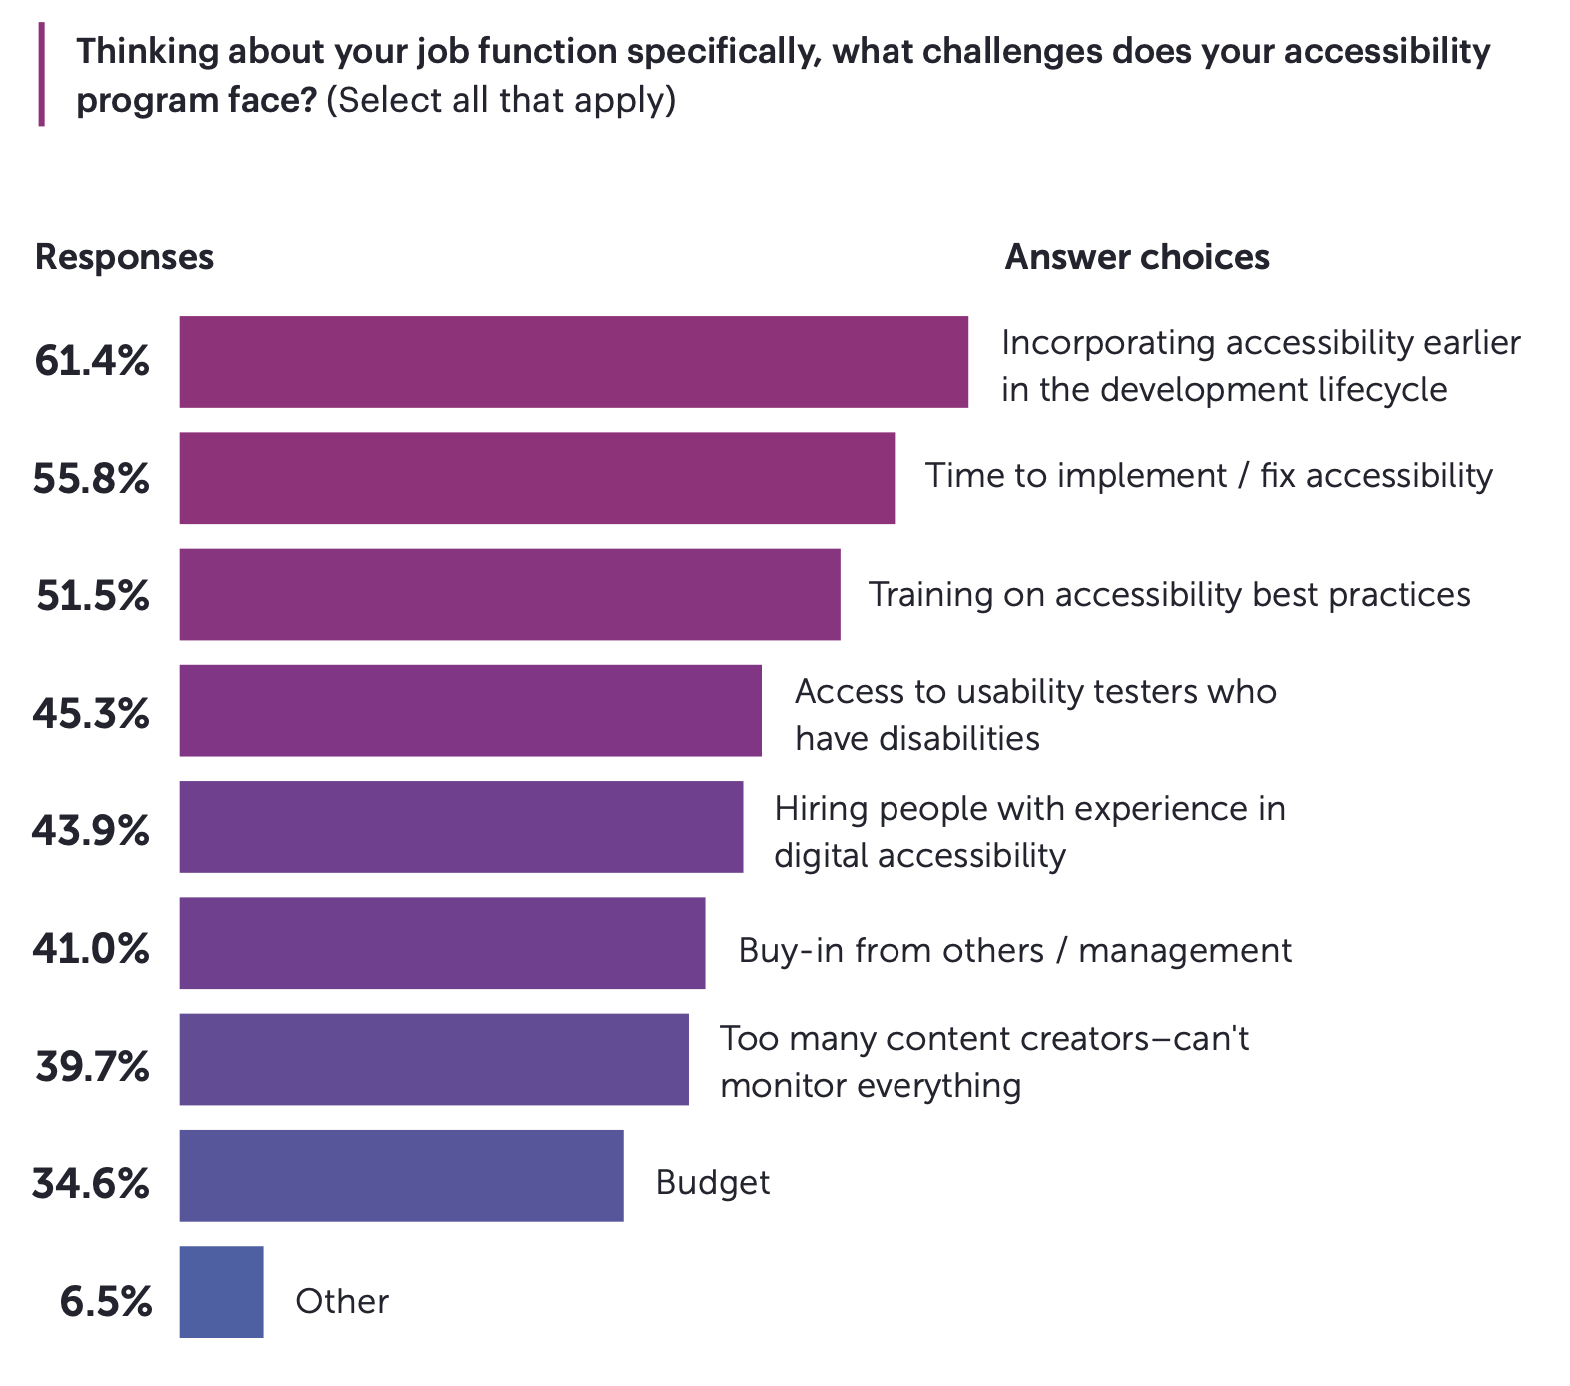 Thinking about your job function specifically, what challenges does your accessibility
program face? (Select all that apply)
Responses
Answer choices
61.4%
Incorporating accessibility earlier
in the development lifecycle
55.8%
Time to implement / fix accessibility
51.5%
Training on accessibility best practices
45.3%
Access to usability testers who
have disabilities
43.9%
Hiring people with experience in
digital accessibility
41.0%
Buy-in from others / management
39.7%
Too many content creators–can't
monitor everything
34.6%
Budget
6.5%
Other